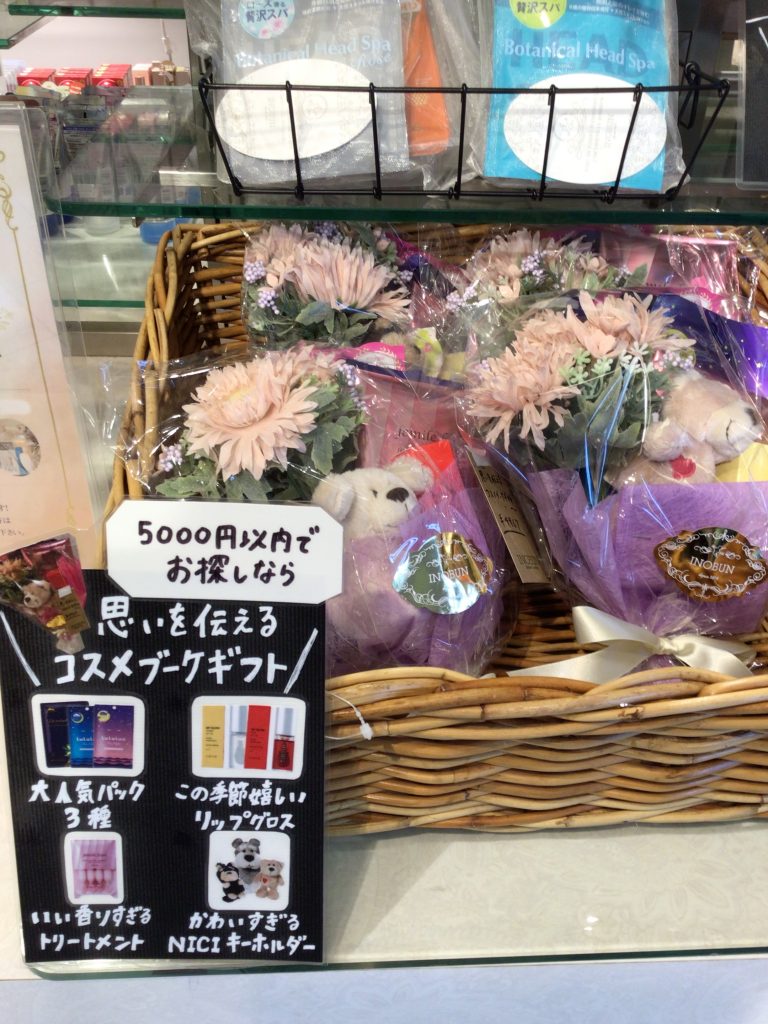 贅沢スパ
Botanical Head Spa
Rose
贅沢スパ
Botanical Head Spa
5000円以内で
お探しなら
思いを伝える
コスメブーケギフト
大人気パック
3種
この季節嬉しい
リップグロス
いい香りすぎる
トリートメント
かわいすぎる
NICIキーホルダー
INOBUN
INOBUN